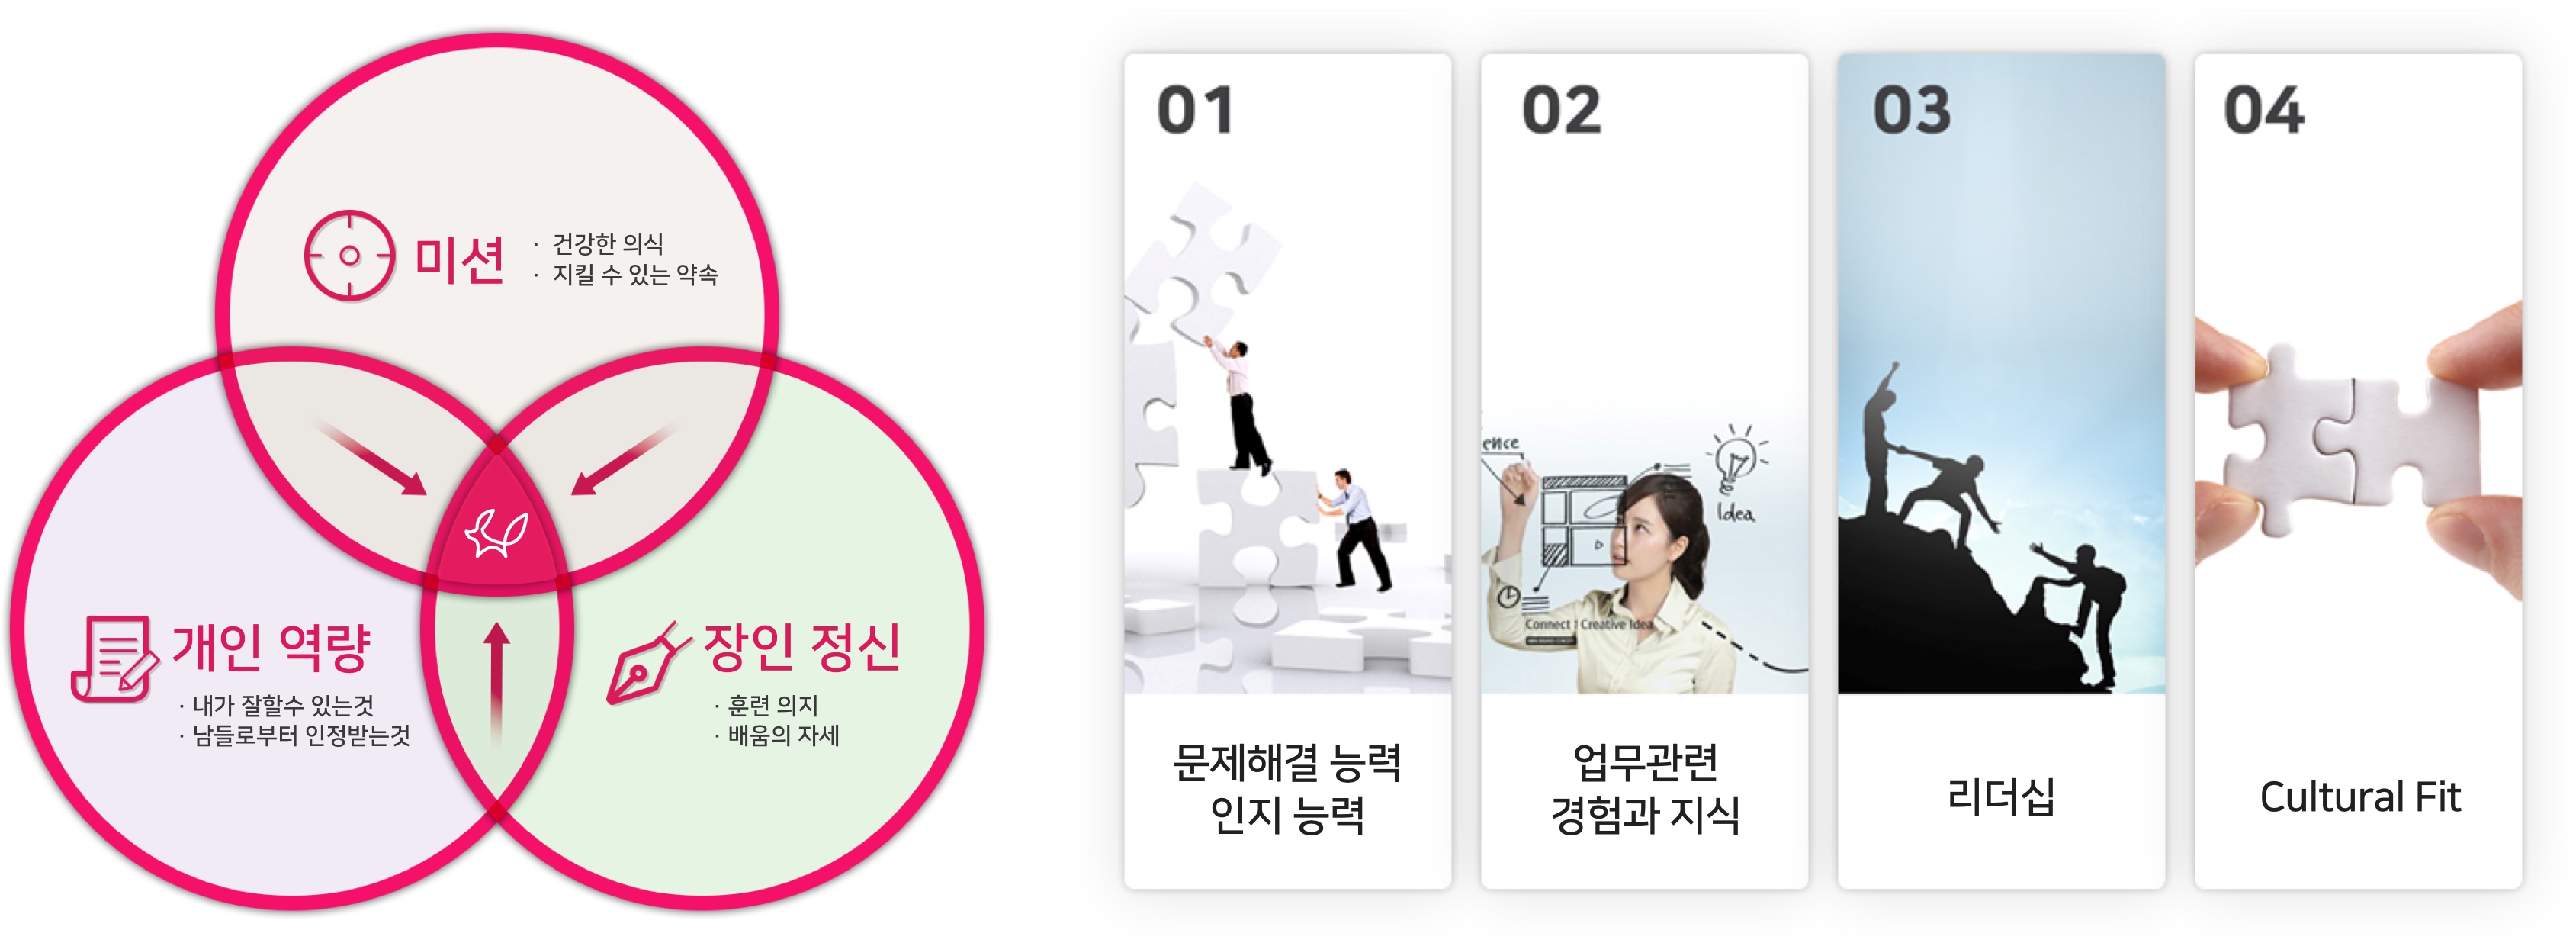 미션
· 건강한 의식
· 지킬 수 있는 약속
개인 역량
· 내가 잘할수 있는것
· 남들로부터 인정받는것
장인 정신
· 훈련 의지
· 배움의 자세
01
문제해결 능력
인지 능력
02
ence
Idea
Connect : Creative Idea
업무관련
경험과 지식
03
리더십
04
Cultural Fit